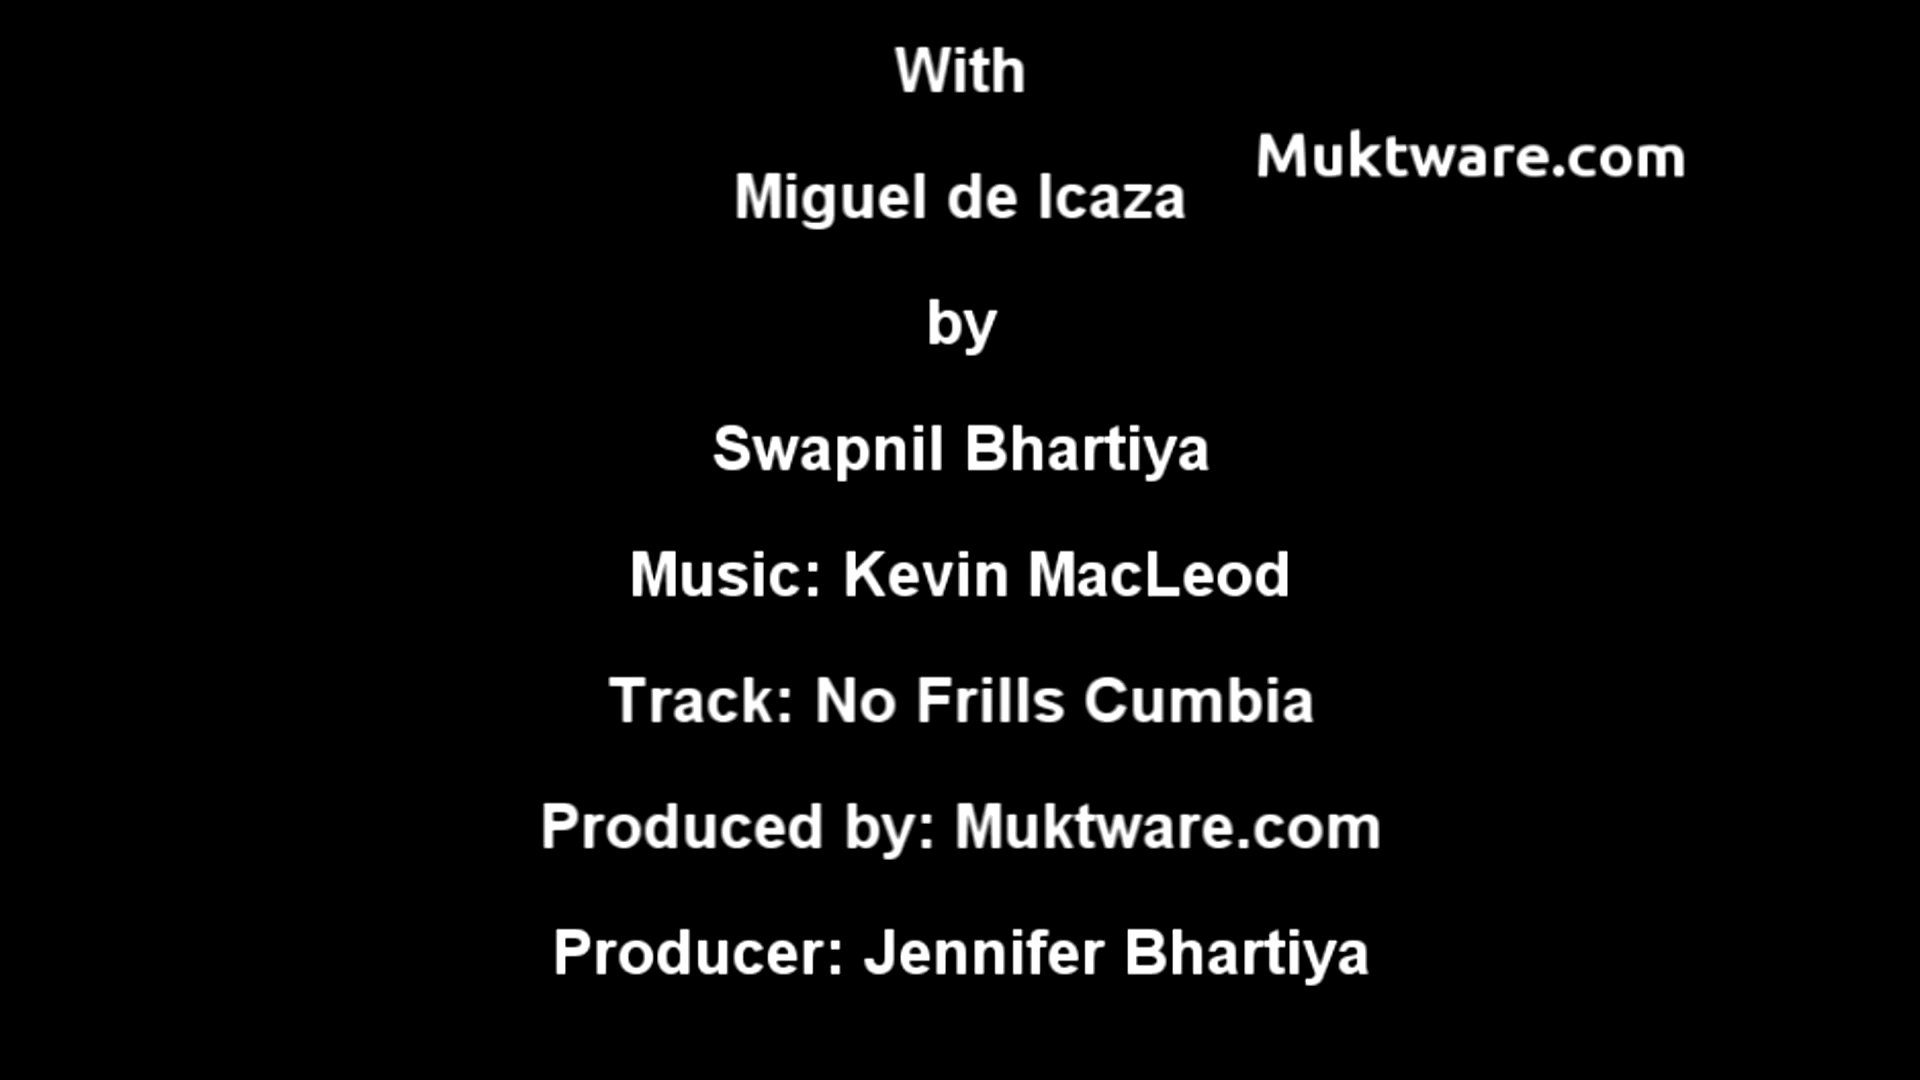 With
Muktware.com
Miguel de Icaza
by
Swapnil Bhartiya
Music: Kevin MacLeod
Track: No Frills Cumbia
Produced by: Muktware.com
Producer: Jennifer Bhartiya